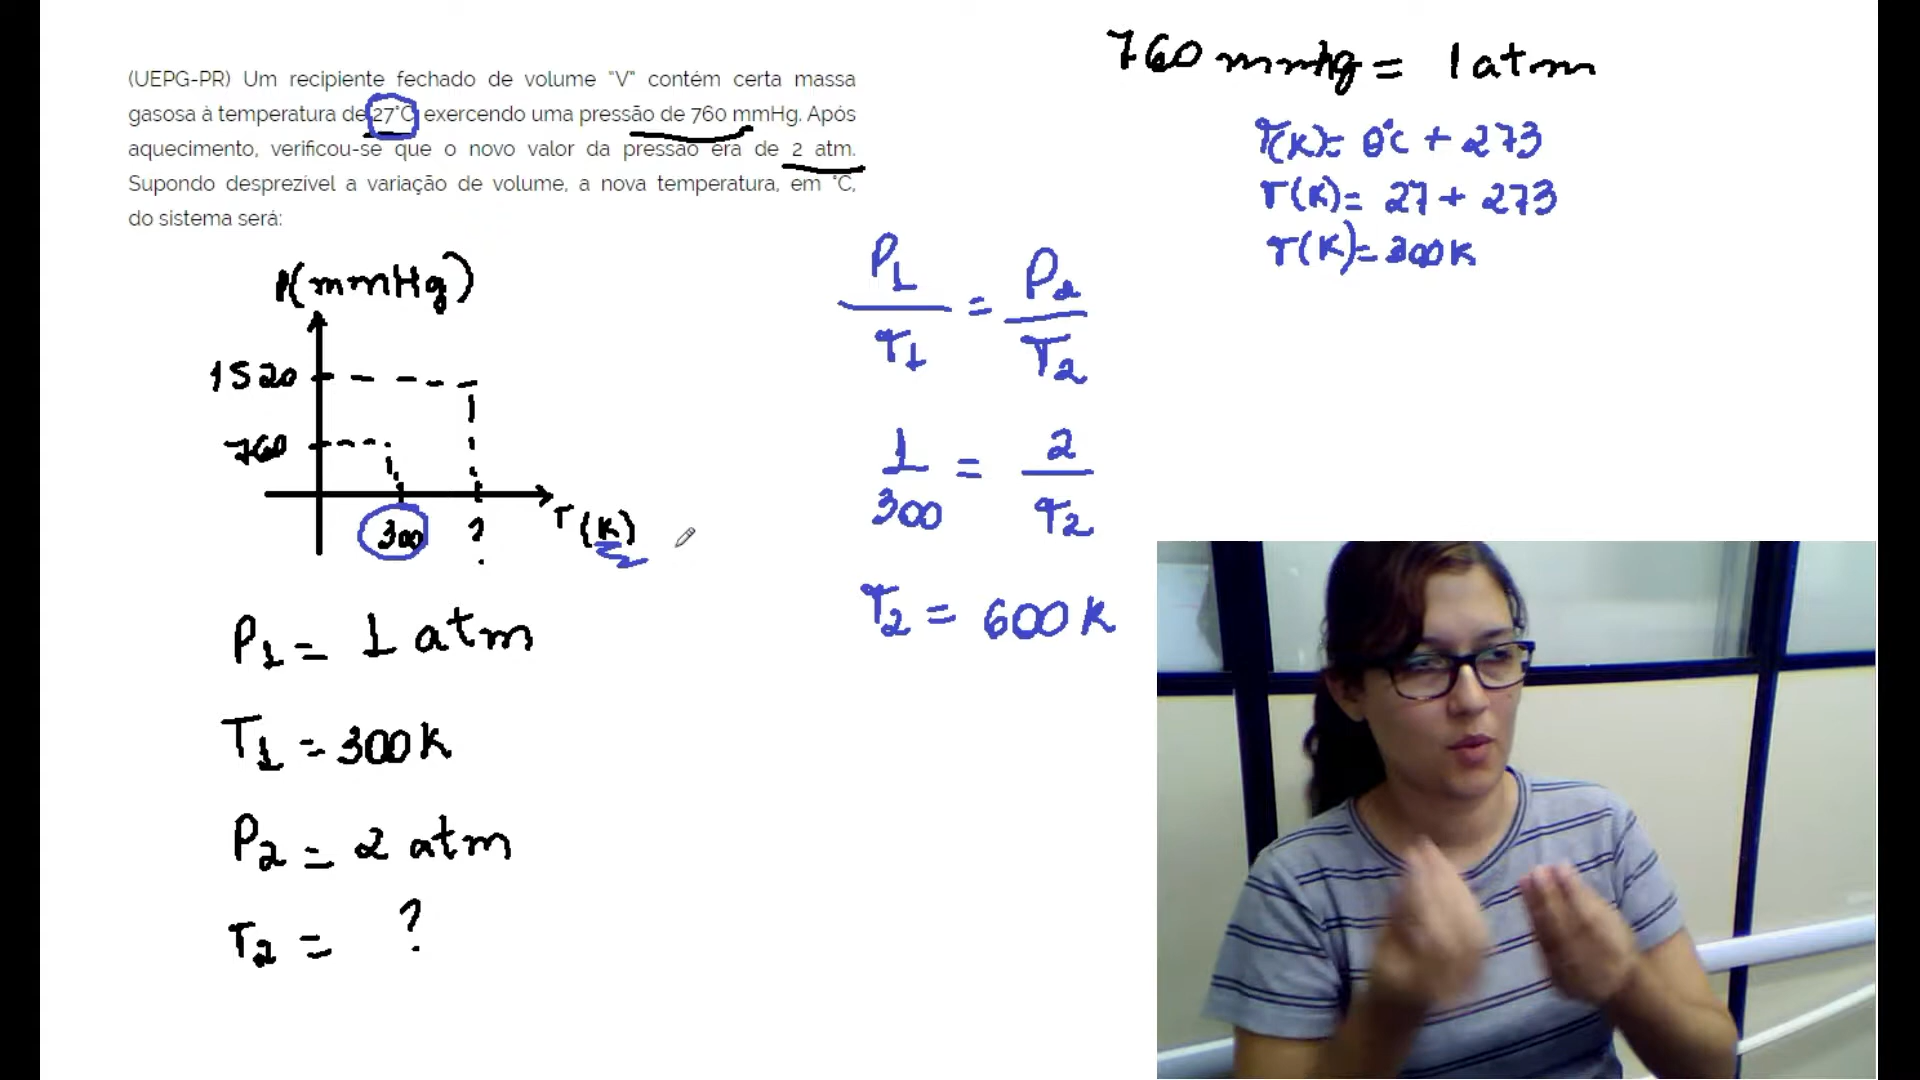 (UEPG-PR) Um recipiente fechado de volume "V" contém certa massa
gasosa à temperatura de 27°C exercendo uma pressão de 760 mmHg. Após
aquecimento, verificou-se que o novo valor da pressão era de 2 atm.
Supondo desprezível a variação de volume, a nova temperatura, em °C,
do sistema será:
760 mmHg = 1 atm
T(K)= θ°C + 273
T(K)= 27 + 273
T(K)= 300K
P(mmHg)
1520
760
300
?
T (K)
P1 = 1 atm
T1 = 300K
P2 = 2 atm
T2 = ?
P1 = P2
T1 T2
1 = 2
300 T2
T2 = 600 K